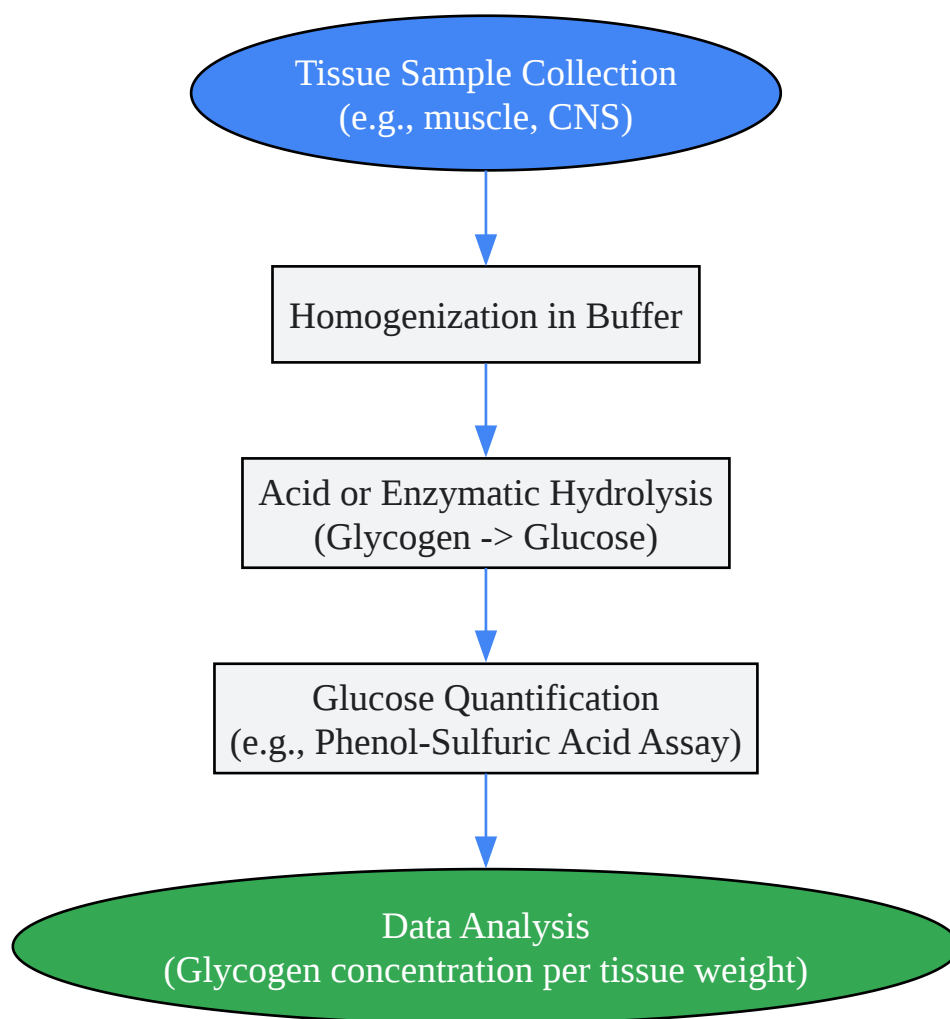 Tissue Sample Collection
(e.g., muscle, CNS)
Homogenization in Buffer
Acid or Enzymatic Hydrolysis
(Glycogen -> Glucose)
Glucose Quantification
(e.g., Phenol-Sulfuric Acid Assay)
Data Analysis
(Glycogen concentration per tissue weight)